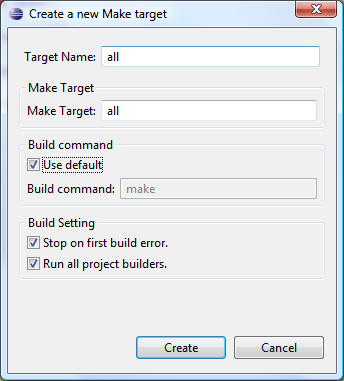 Create a new Make target
Target Name: all
Make Target
Make Target: all
Build command
Use default
Build command: make
Build Setting
Stop on first build error.
Run all project builders.
Create Cancel